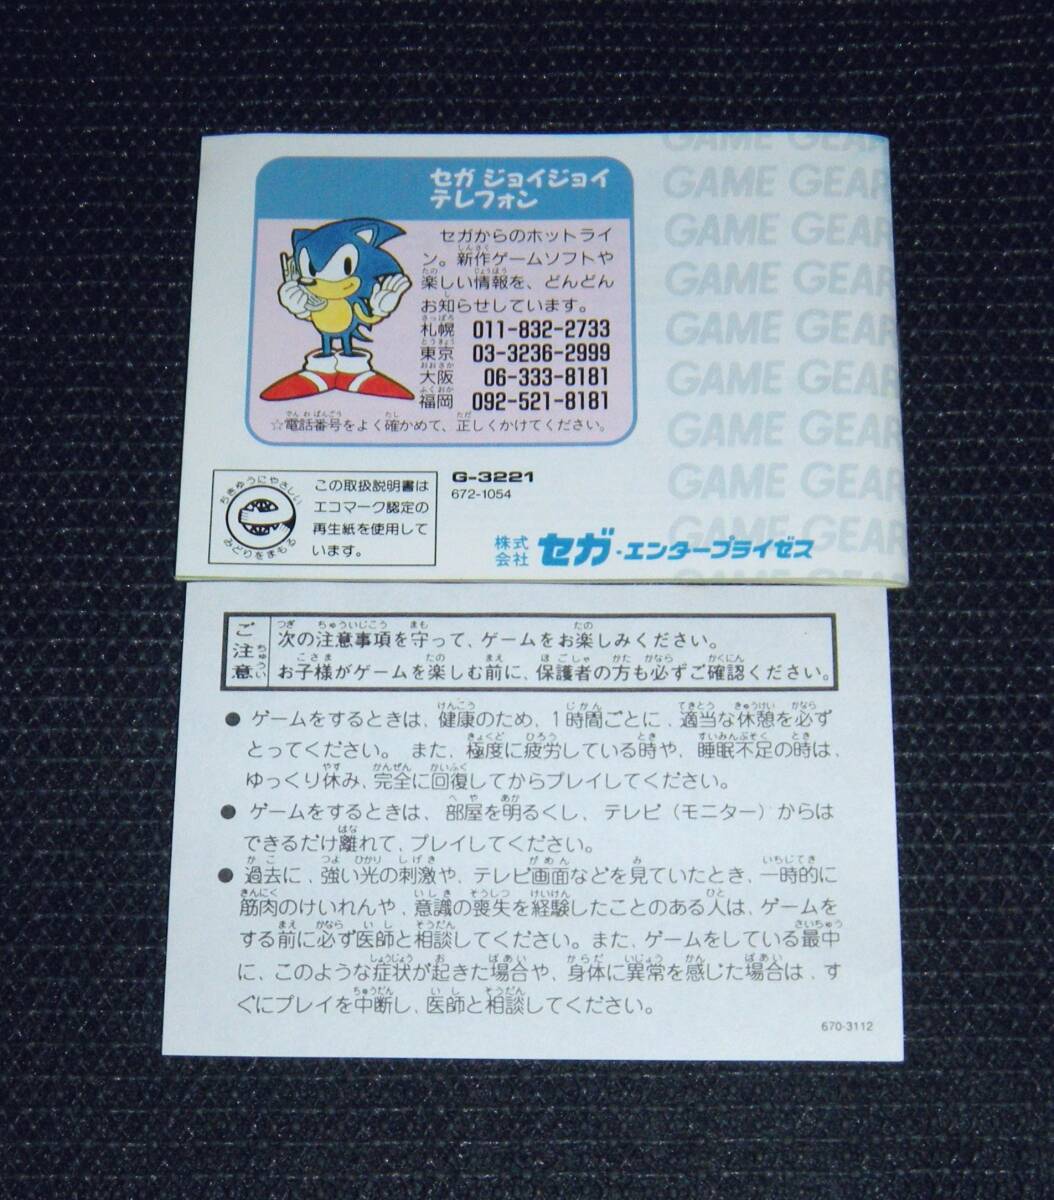 セガ ジョイジョイ
テレフォン
セガからのホットライ
ン。新作ゲームソフトや
楽しい情報を、どんどん
お知らせしています。
札幌 011-832-2733
東京 03-3236-2999
大阪 06-333-8181
福岡 092-521-8181
☆電話番号をよく確かめて、正しくかけてください。
GAME GEAR
GAME GEAR
GAME GEAR
GAME GEAR
GAME GEAR
GAME GEAR
GAME GEAR
GAME GEAR
GAME GEAR
GAME GEAR
ちきゅうにやさしい
みどりをまもる
この取扱説明書は
エコマーク認定の
再生紙を使用して
います。
G-3221
672-1054
株式会社 セガ・エンタープライゼス
ご注意
次の注意事項を守って、ゲームをお楽しみください。
お子様がゲームを楽しむ前に、保護者の方も必ずご確認ください。
● ゲームをするときは、健康のため、1時間ごとに、適当な休憩を必ず
とってください。また、極度に疲労している時や、睡眠不足の時は、
ゆっくり休み、完全に回復してからプレイしてください。
● ゲームをするときは、部屋を明るくし、テレビ（モニター）からは
できるだけ離れて、プレイしてください。
● 過去に、強い光の刺激や、テレビ画面などを見ていたとき、一時的に
筋肉のけいれんや、意識の喪失を経験したことのある人は、ゲームを
する前に必ず医師と相談してください。また、ゲームをしている最中
に、このような症状が起きた場合や、身体に異常を感じた場合は、す
ぐにプレイを中断し、医師と相談してください。
670-3112